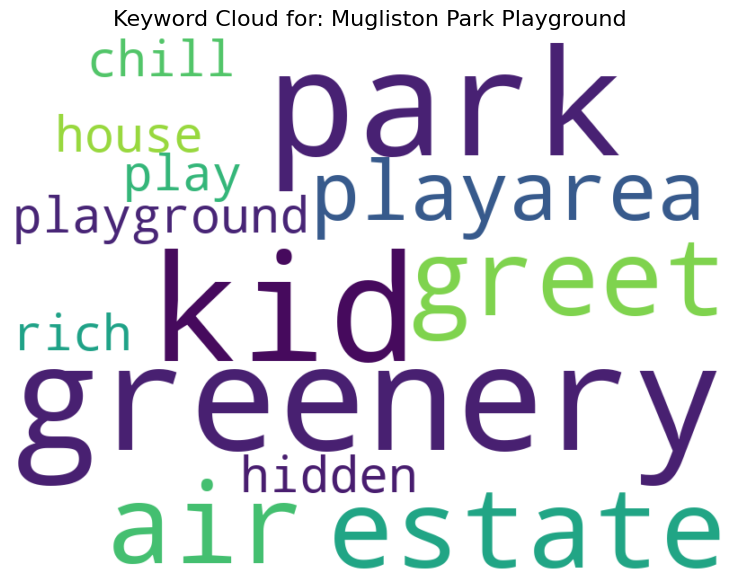 Keyword Cloud for: Mugliston Park Playground
chill
park
house
play
playarea
playground
greet
kid
rich
greenery
hidden
air
estate